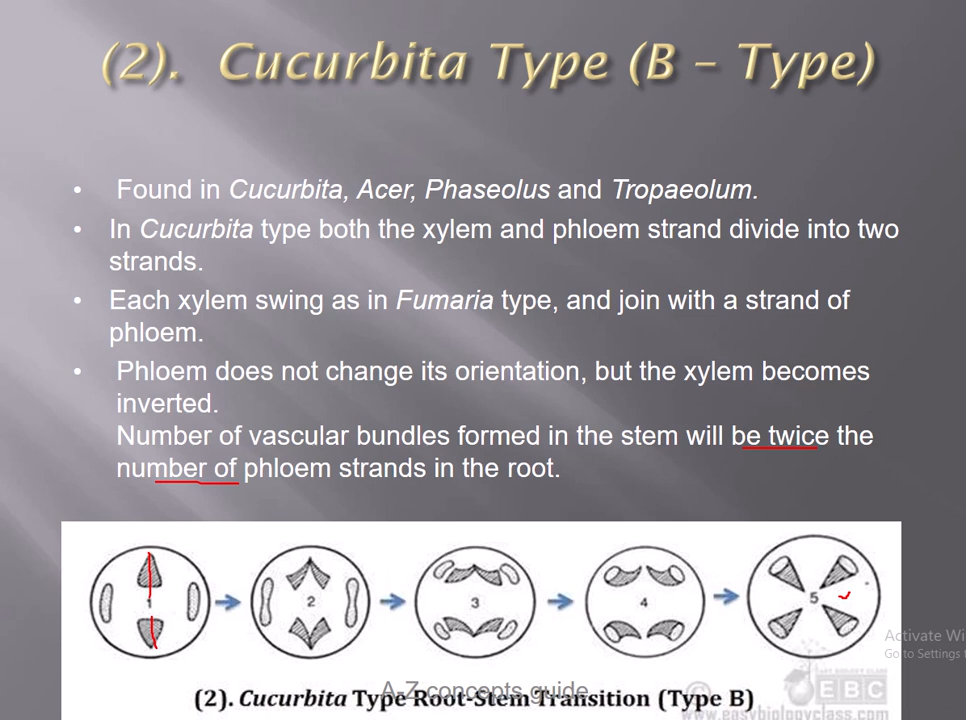 (2). Cucurbita Type (B – Type)
• Found in Cucurbita, Acer, Phaseolus and Tropaeolum.
• In Cucurbita type both the xylem and phloem strand divide into two
strands.
• Each xylem swing as in Fumaria type, and join with a strand of
phloem.
• Phloem does not change its orientation, but the xylem becomes
inverted.
Number of vascular bundles formed in the stem will be twice the
number of phloem strands in the root.
1 2 3 4 5
Activate Wi
Go to Settings t
A-Z concepts guide
(2). Cucurbita Type Root-Stem Transition (Type B)
© EBC
www.easybiologyclass.com